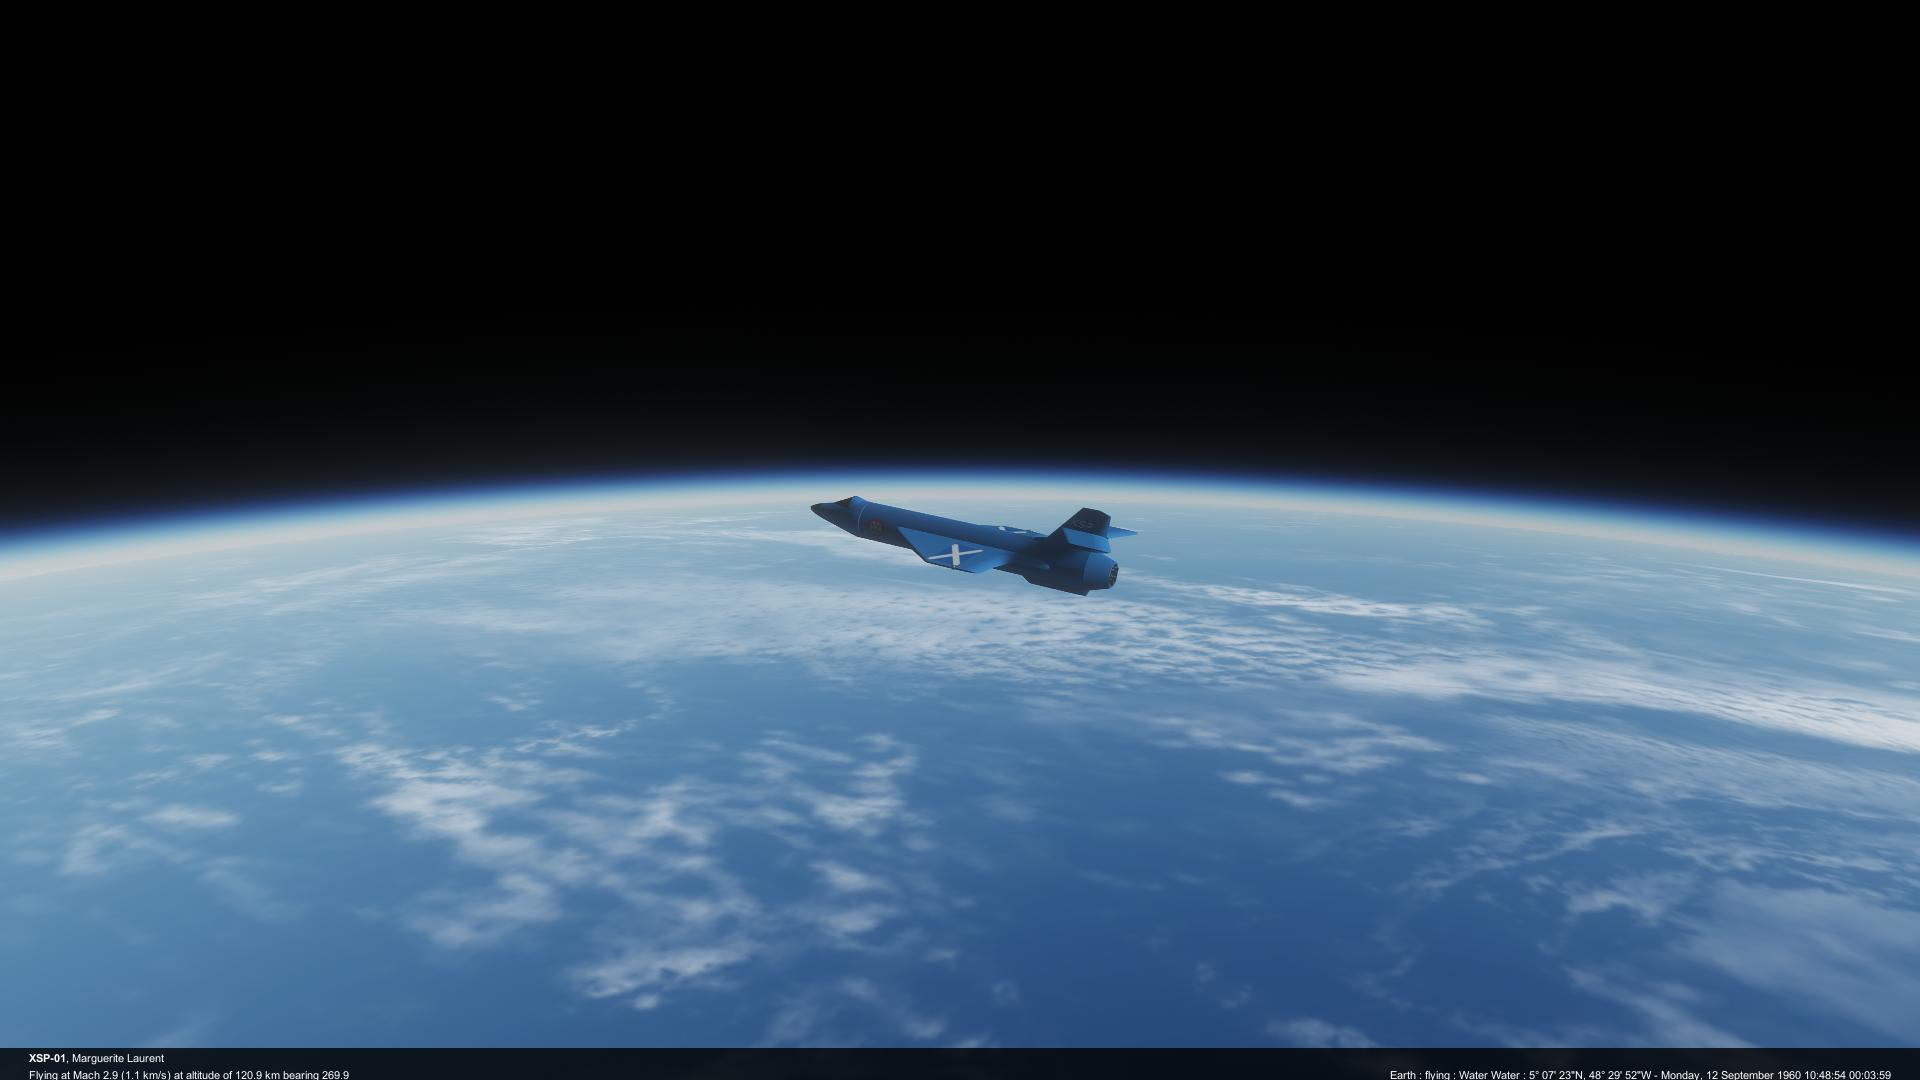 XSP
XSP-01, Marguerite Laurent
Flying at Mach 2.9 (1.1 km/s) at altitude of 120.9 km bearing 269.9
Earth : flying : Water Water : 5° 07' 23"N, 48° 29' 52"W - Monday, 12 September 1960 10:48:54 00:03:59